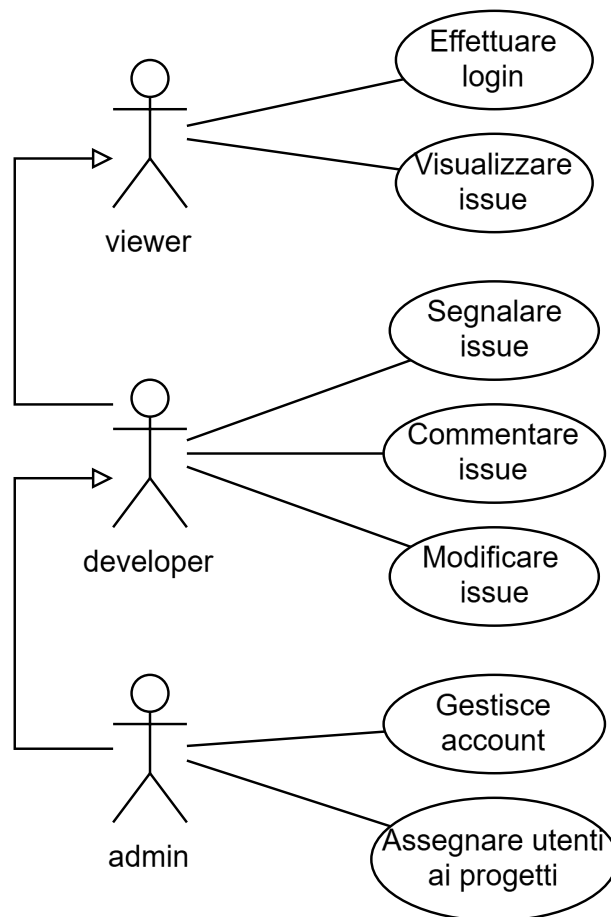 Effettuare
login
Visualizzare
issue
viewer
Segnalare
issue
Commentare
issue
Modificare
issue
developer
Gestisce
account
Assegnare utenti
ai progetti
admin